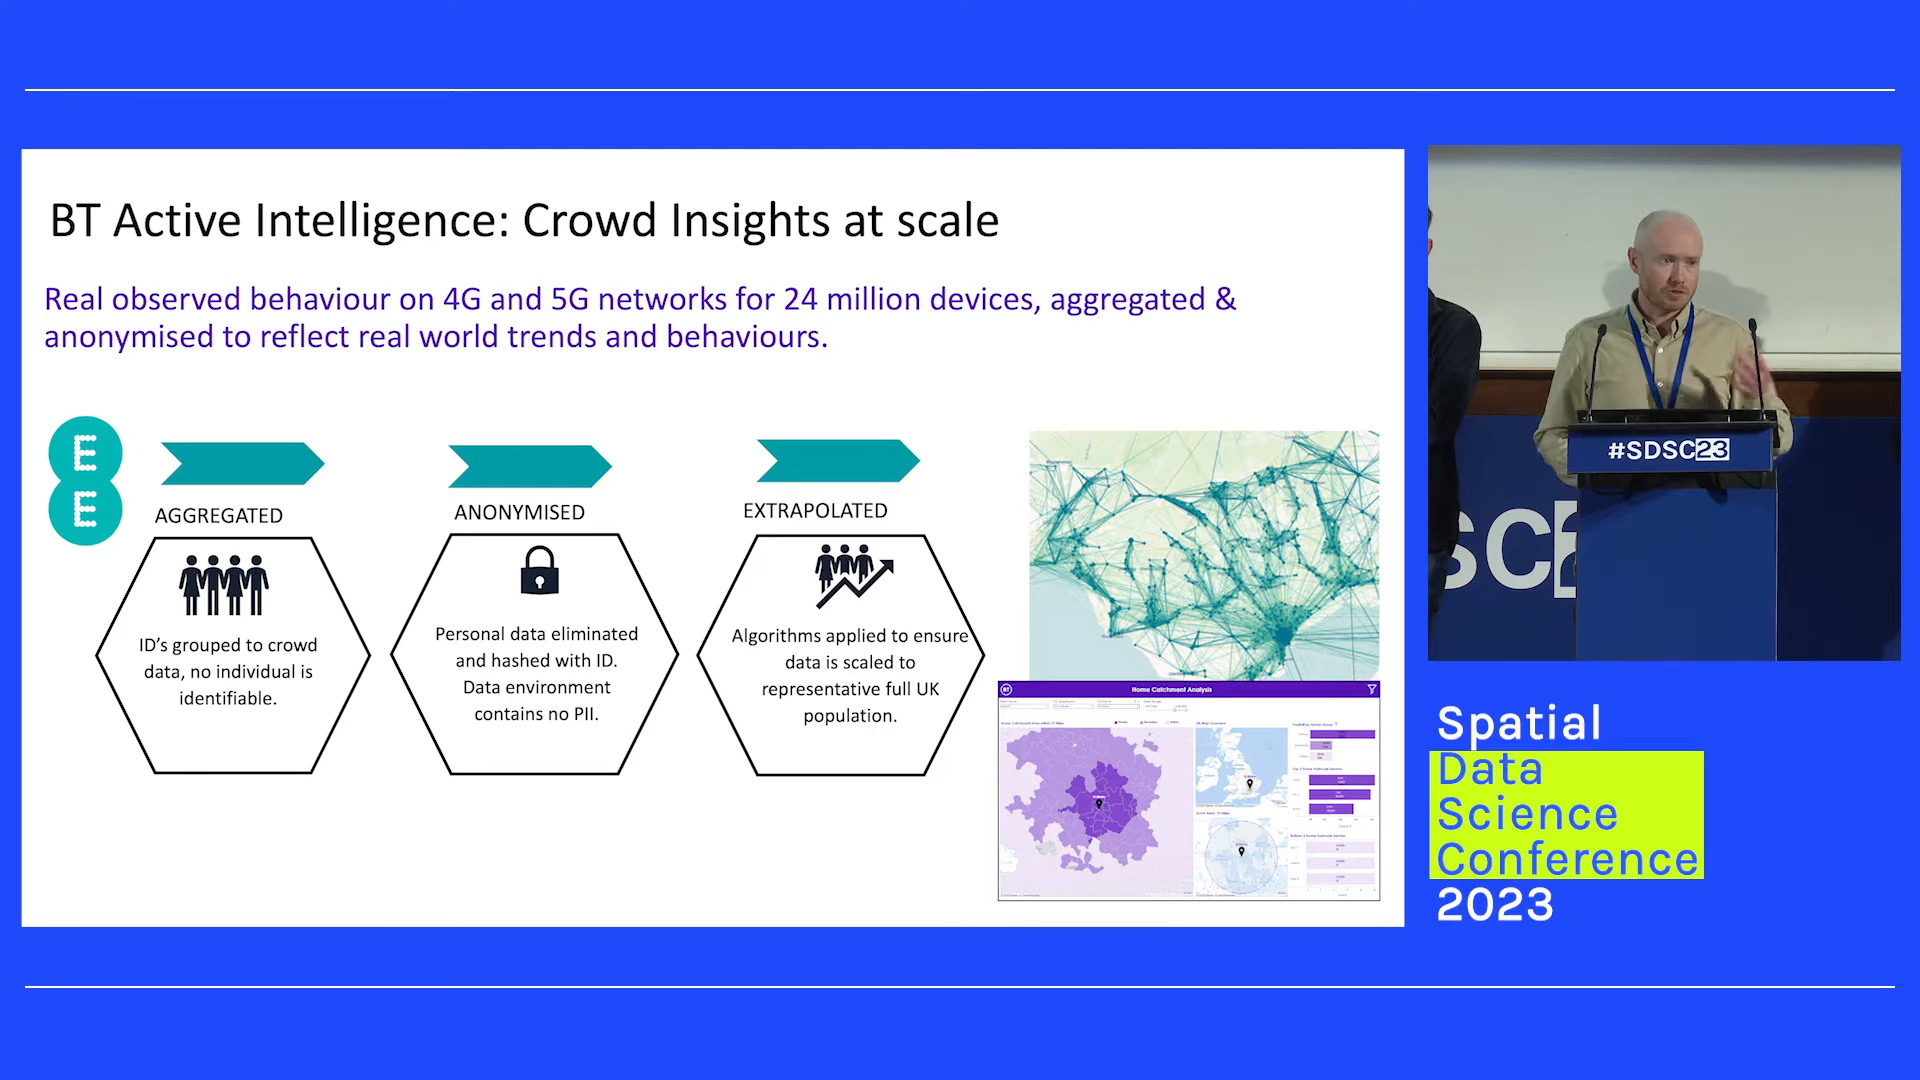 BT Active Intelligence: Crowd Insights at scale
Real observed behaviour on 4G and 5G networks for 24 million devices, aggregated &
anonymised to reflect real world trends and behaviours.
E
E
AGGREGATED
ID's grouped to crowd
data, no individual is
identifiable.
ANONYMISED
Personal data eliminated
and hashed with ID.
Data environment
contains no PII.
EXTRAPOLATED
Algorithms applied to ensure
data is scaled to
representative full UK
population.
BT
Home Catchment Analysis
#SDSC23
SC2
Spatial
Data
Science
Conference
2023